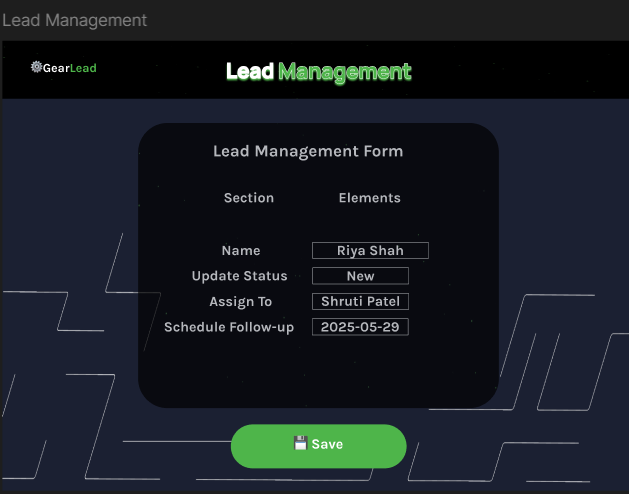 Lead Management
GearLead
Lead Management
Lead Management Form
Section Elements
Name Riya Shah
Update Status New
Assign To Shruti Patel
Schedule Follow-up 2025-05-29
Save